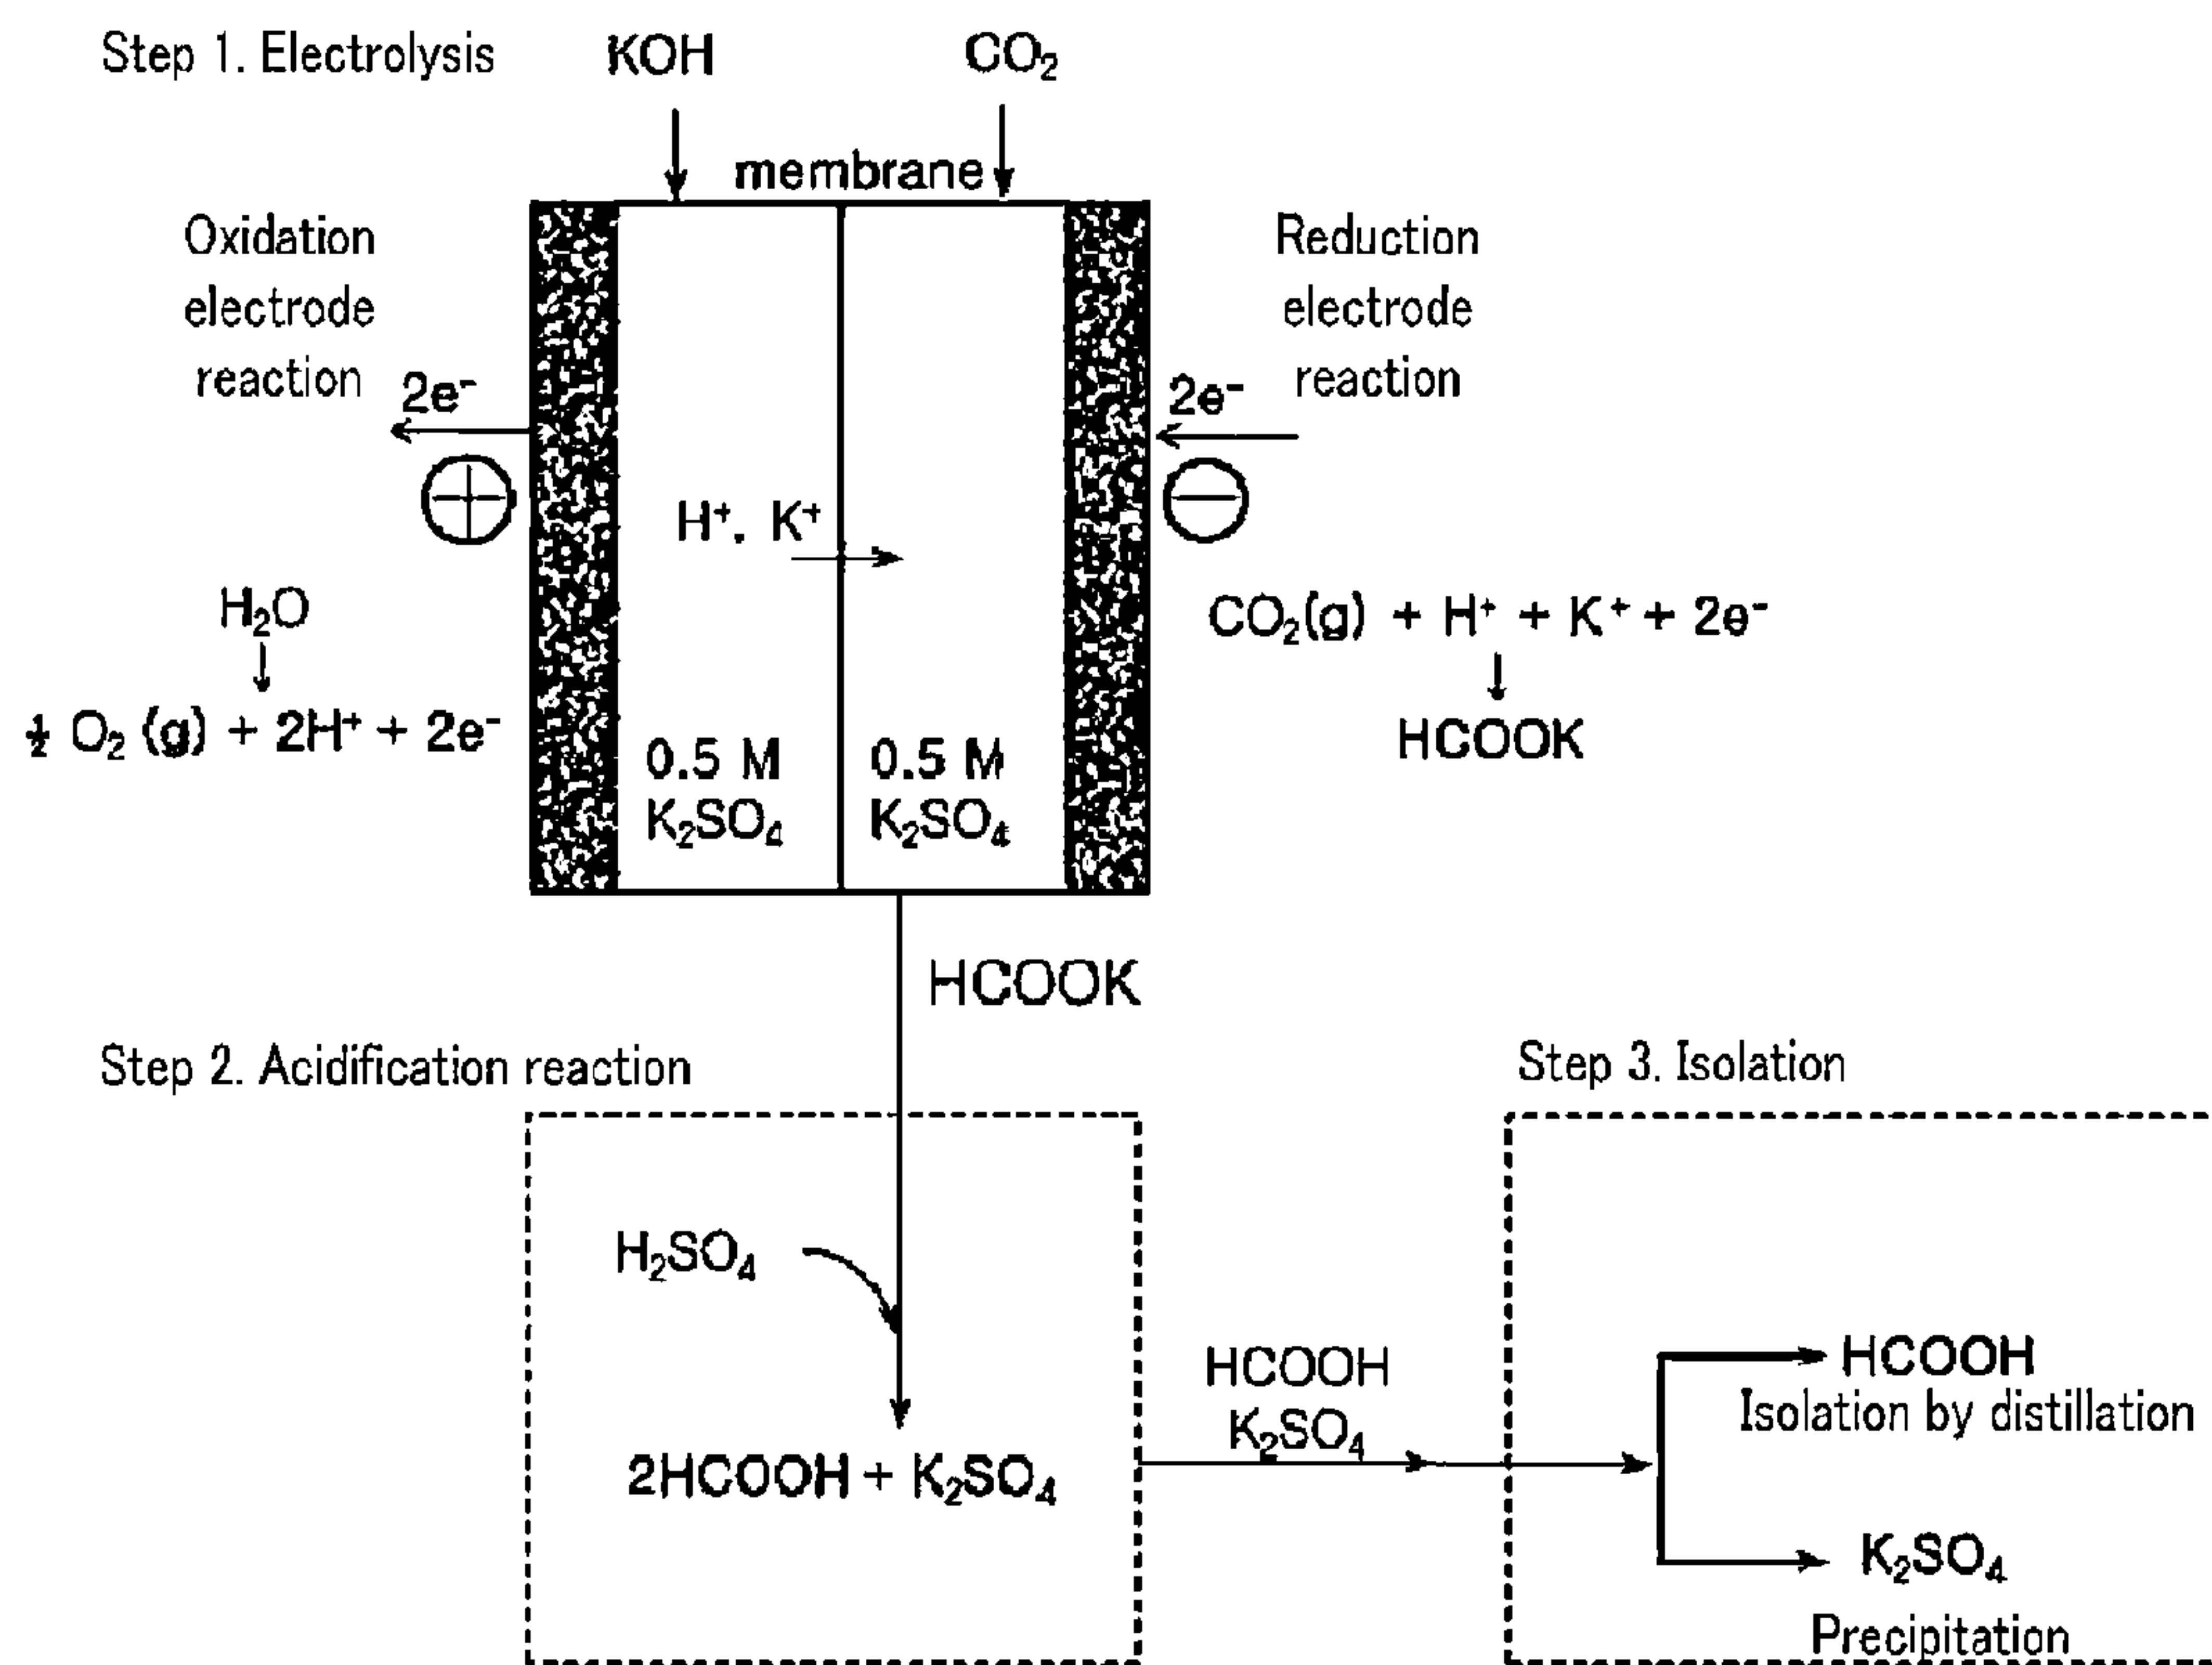 Step 1. Electrolysis
KOH
CO₂
membrane
Oxidation
electrode
reaction
2e⁻
Reduction
electrode
reaction
2e⁻
H⁺, K⁺
H₂O
½ O₂ (g) + 2H⁺ + 2e⁻
CO₂(g) + H⁺ + K⁺ + 2e⁻
HCOOK
0.5 M
K₂SO₄
0.5 M
K₂SO₄
HCOOK
Step 2. Acidification reaction
H₂SO₄
2HCOOH + K₂SO₄
HCOOH
K₂SO₄
Step 3. Isolation
HCOOH
Isolation by distillation
K₂SO₄
Precipitation